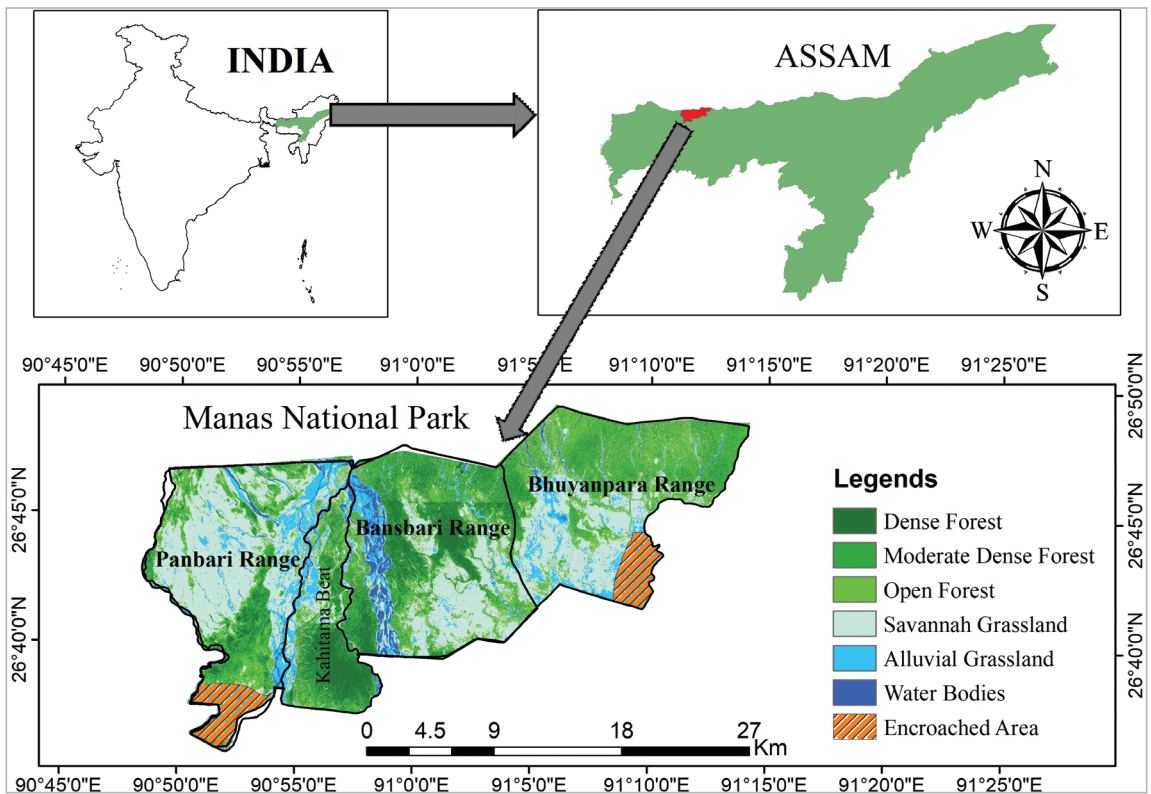 INDIA
ASSAM
N
W E
S
90°45'0"E 90°50'0"E 90°55'0"E 91°0'0"E 91°5'0"E 91°10'0"E 91°15'0"E 91°20'0"E 91°25'0"E
26°50'0"N
Manas National Park
26°45'0"N
26°45'0"N
26°40'0"N
26°40'0"N
Bhuyanpara Range
Bansbari Range
Panbari Range
Kahitama Beat
Legends
Dense Forest
Moderate Dense Forest
Open Forest
Savannah Grassland
Alluvial Grassland
Water Bodies
Encroached Area
0 4.5 9 18 27
Km
90°45'0"E 90°50'0"E 90°55'0"E 91°0'0"E 91°5'0"E 91°10'0"E 91°15'0"E 91°20'0"E 91°25'0"E